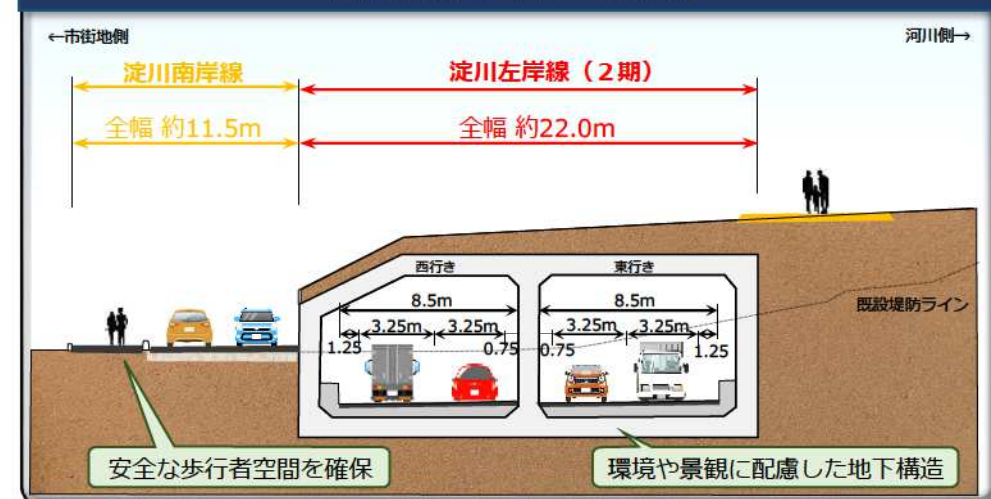 ←市街地側
河川側→
淀川南岸線
淀川左岸線（２期）
全幅 約11.5m
全幅 約22.0m
西行き
東行き
8.5m
8.5m
既設堤防ライン
3.25m
3.25m
3.25m
3.25m
1.25
0.75
0.75
1.25
安全な歩行者空間を確保
環境や景観に配慮した地下構造